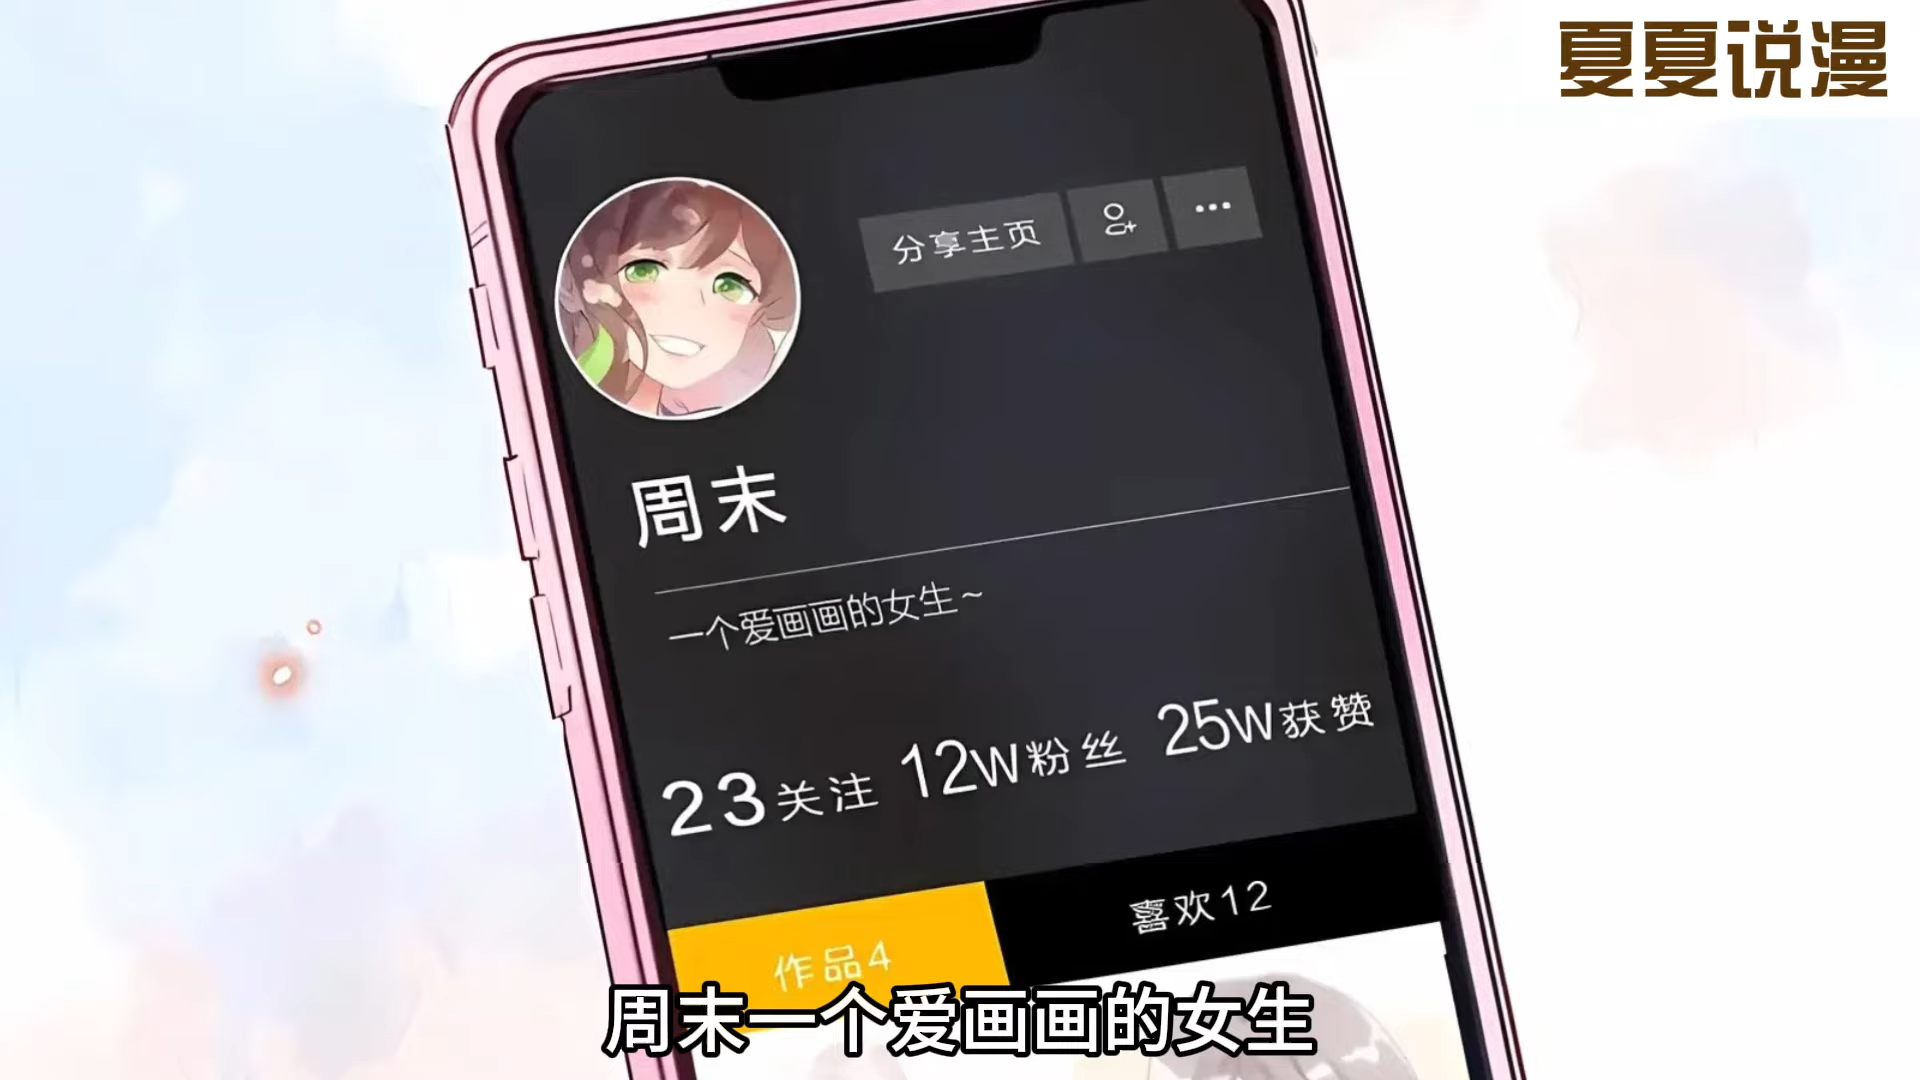 夏夏说漫
分享主页
周末
一个爱画画的女生~
23关注 12W粉丝 25W获赞
作品4 喜欢12
周末一个爱画画的女生